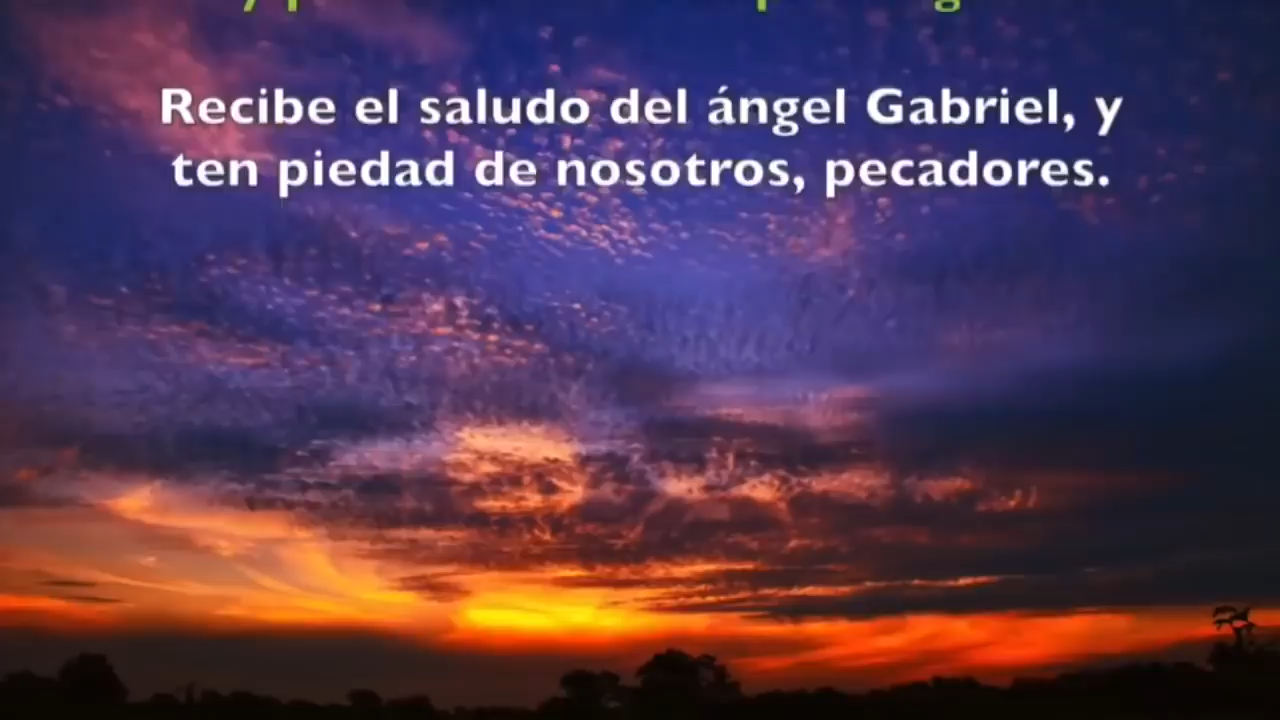 Recibe el saludo del ángel Gabriel, y
ten piedad de nosotros, pecadores.